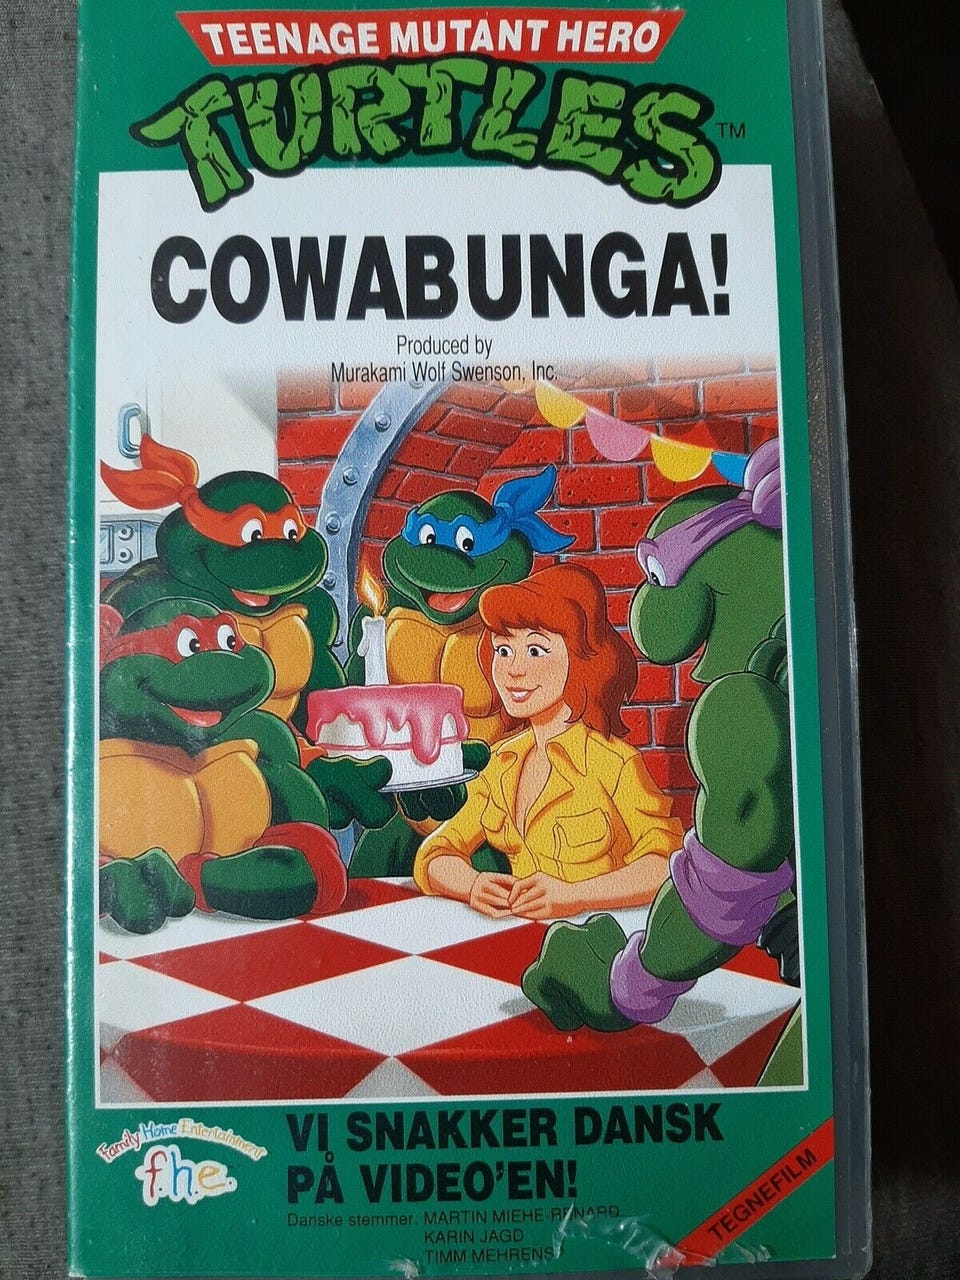 TEENAGE MUTANT HERO
TURTLES TM
COWABUNGA!
Produced by
Murakami Wolf Swenson, Inc.
Family Home Entertainment
f.h.e.
VI SNAKKER DANSK
PÅ VIDEO'EN!
Danske stemmer: MARTIN MIEHE-RENARD
KARIN JAGD
TIMM MEHRENS
TEGNEFILM